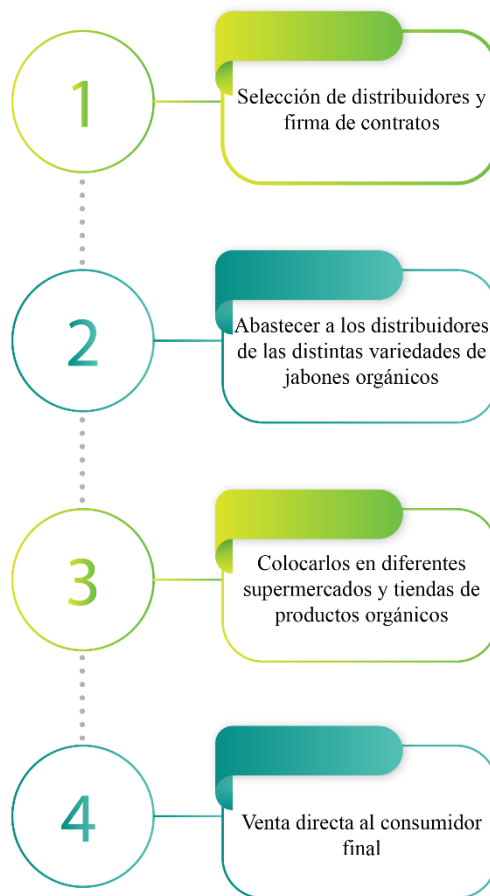 1
Selección de distribuidores y
firma de contratos
2
Abastecer a los distribuidores
de las distintas variedades de
jabones orgánicos
3
Colocarlos en diferentes
supermercados y tiendas de
productos orgánicos
4
Venta directa al consumidor
final